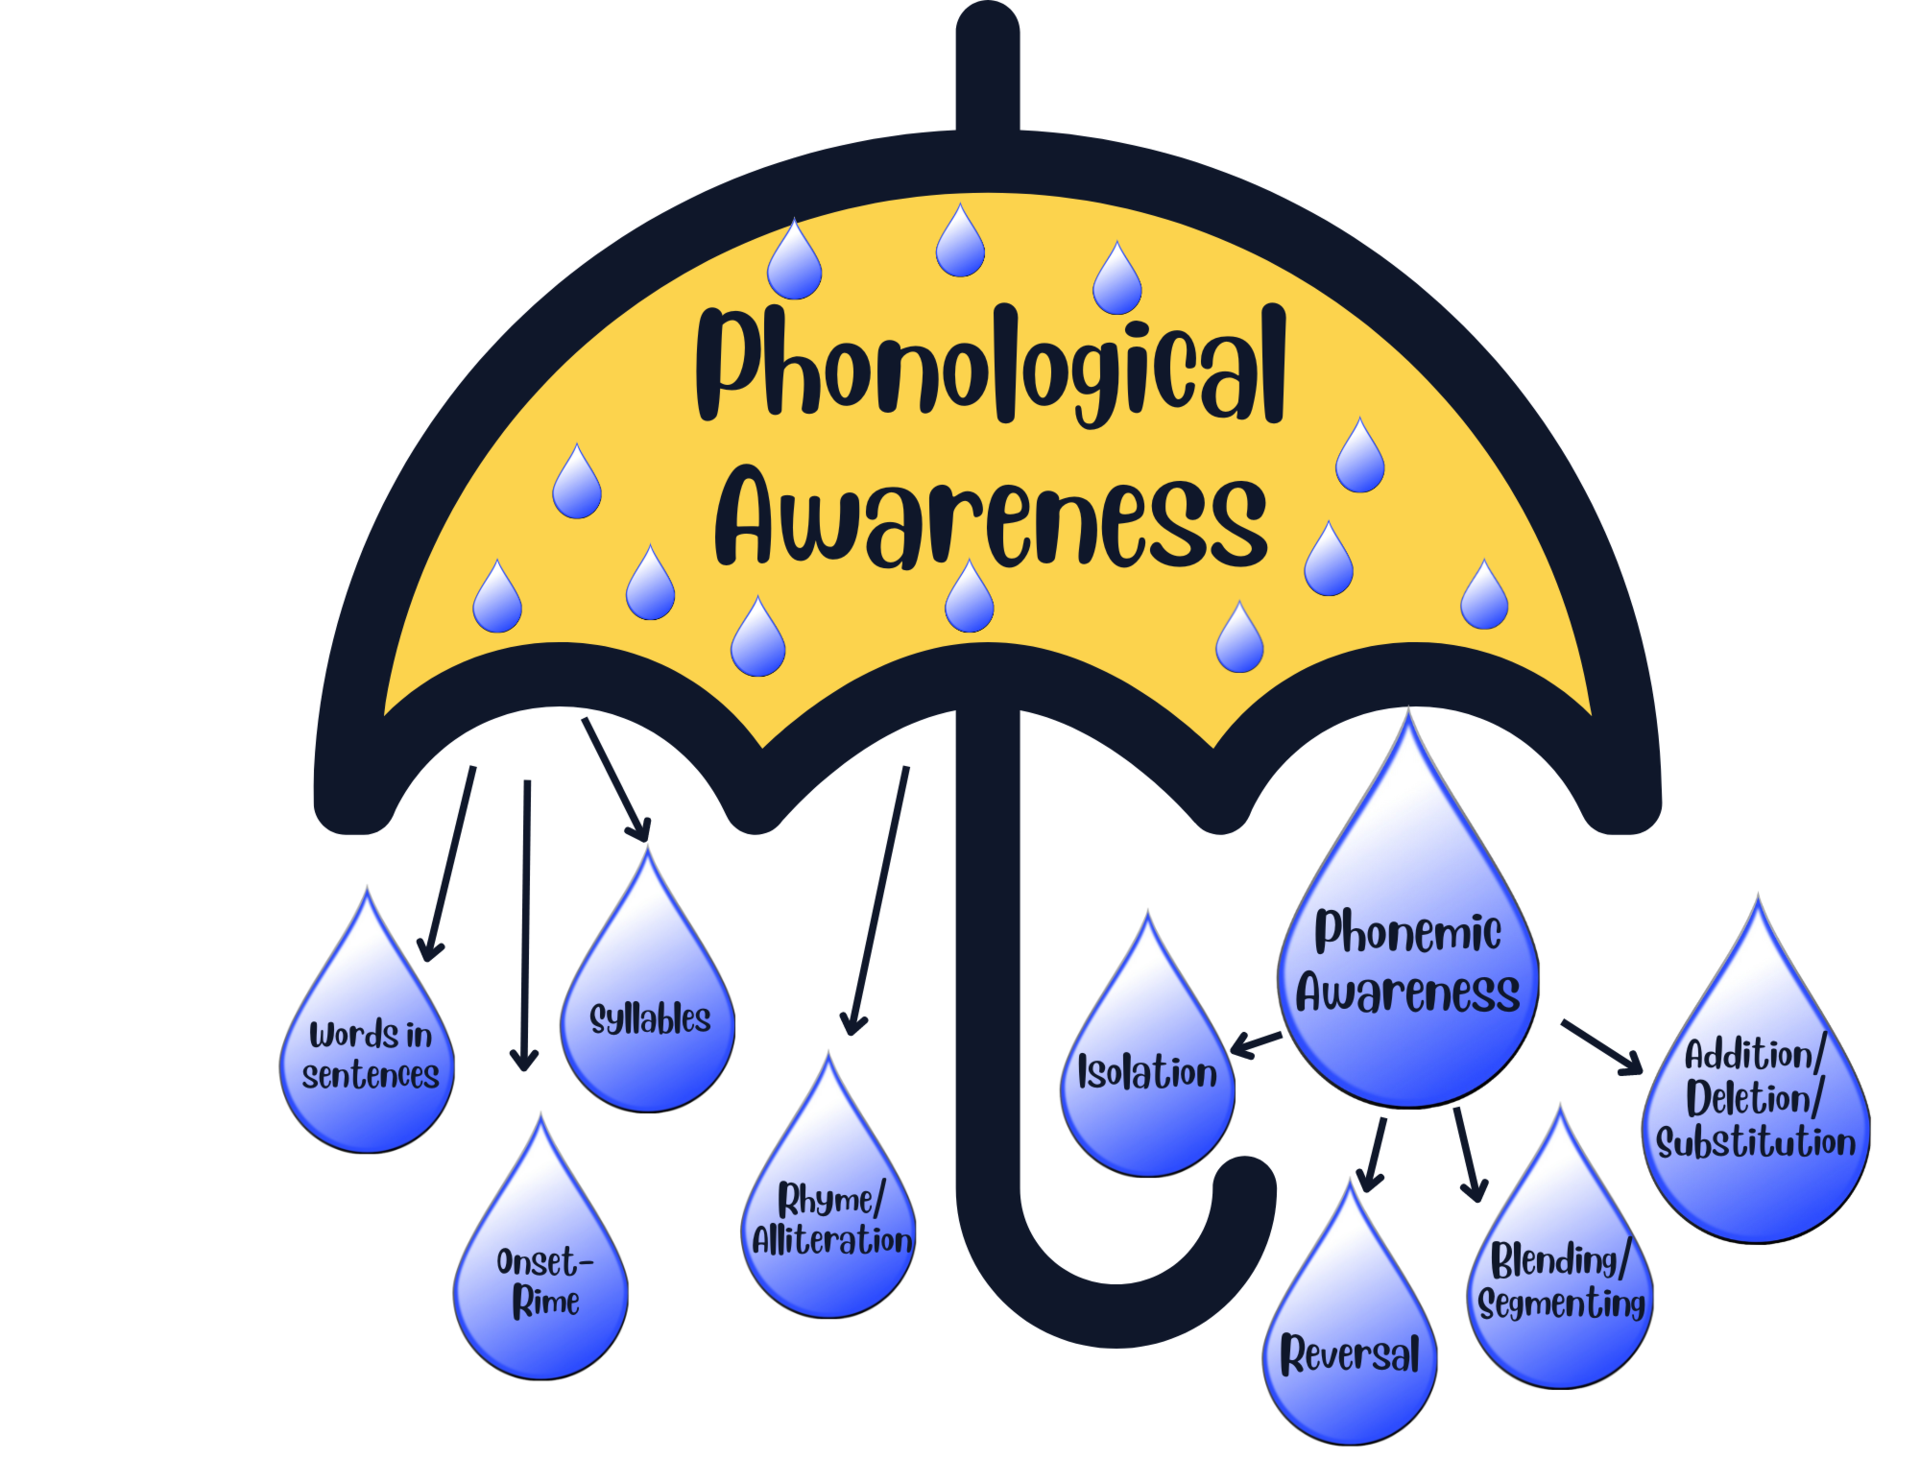 Phonological
Awareness
Words in
sentences
Onset-
Rime
Syllables
Rhyme/
Alliteration
Phonemic
Awareness
Isolation
Reversal
Blending/
Segmenting
Addition/
Deletion/
Substitution